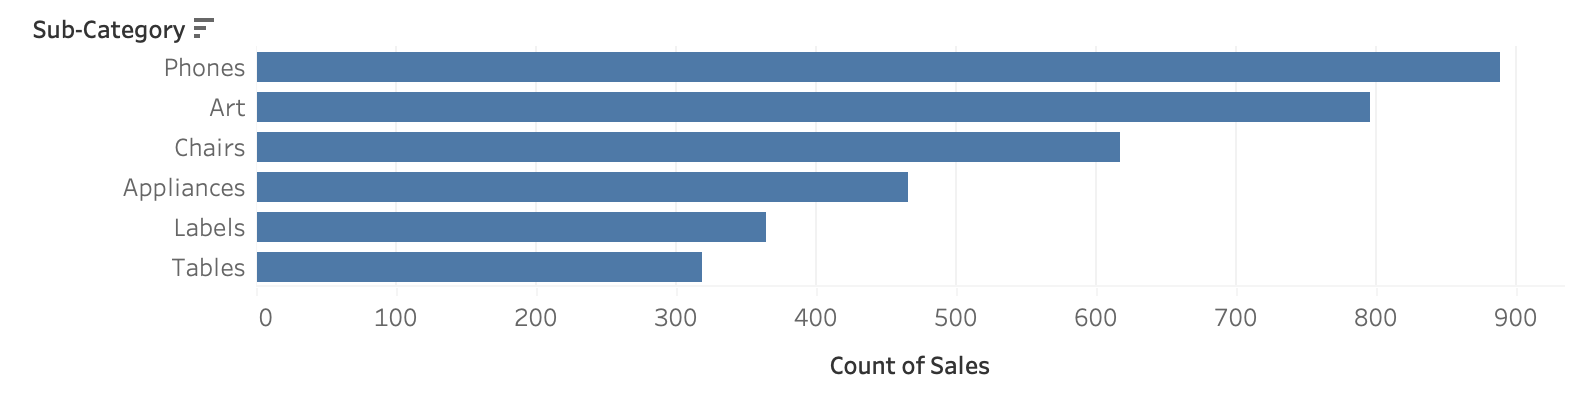 Sub-Category
Phones
Art
Chairs
Appliances
Labels
Tables
0 100 200 300 400 500 600 700 800 900
Count of Sales